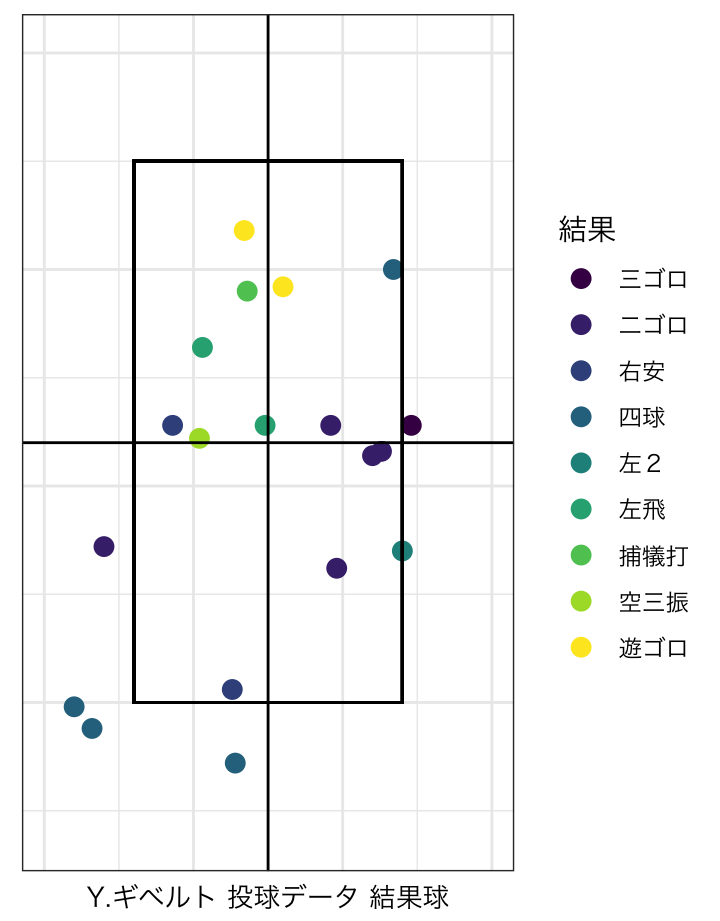 結果
三ゴロ
二ゴロ
右安
四球
左２
左飛
捕犠打
空三振
遊ゴロ
Y.ギベルト 投球データ 結果球